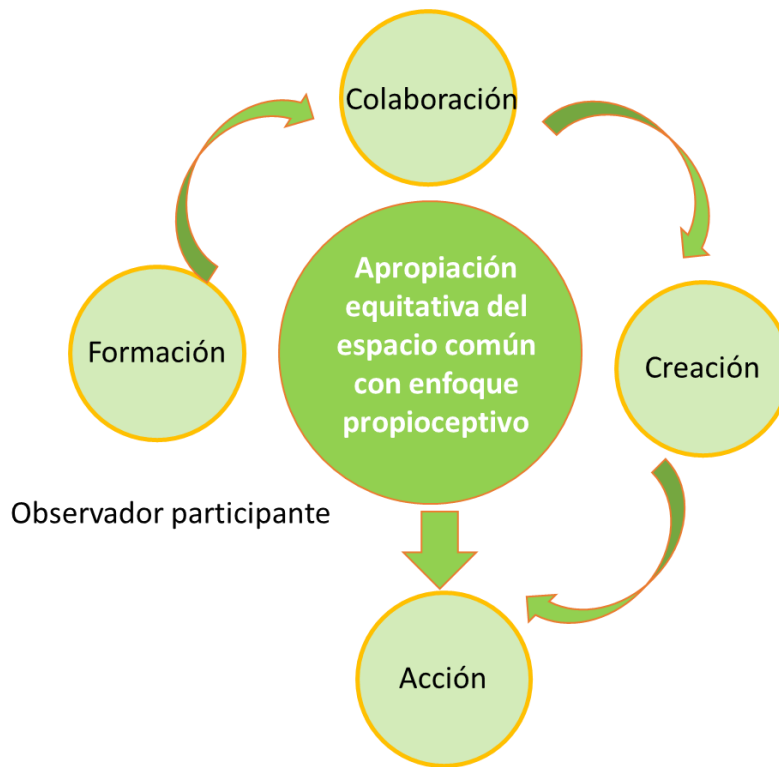 Colaboración
Apropiación
equitativa del
espacio común
con enfoque
propioceptivo
Formación
Creación
Observador participante
Acción